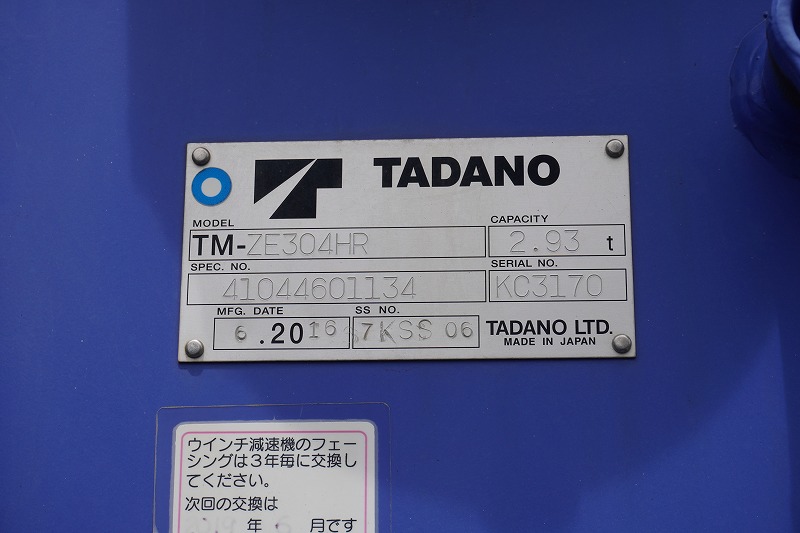 TADANO
MODEL
TM-ZE304HR
CAPACITY
2.93 t
SPEC. NO.
41044601134
SERIAL NO.
KC3170
MFG. DATE
6 .2016
SS NO.
7KSS 06
TADANO LTD.
MADE IN JAPAN
ウインチ減速機のフェー
シングは3年毎に交換し
てください。
次回の交換は
年 6 月です